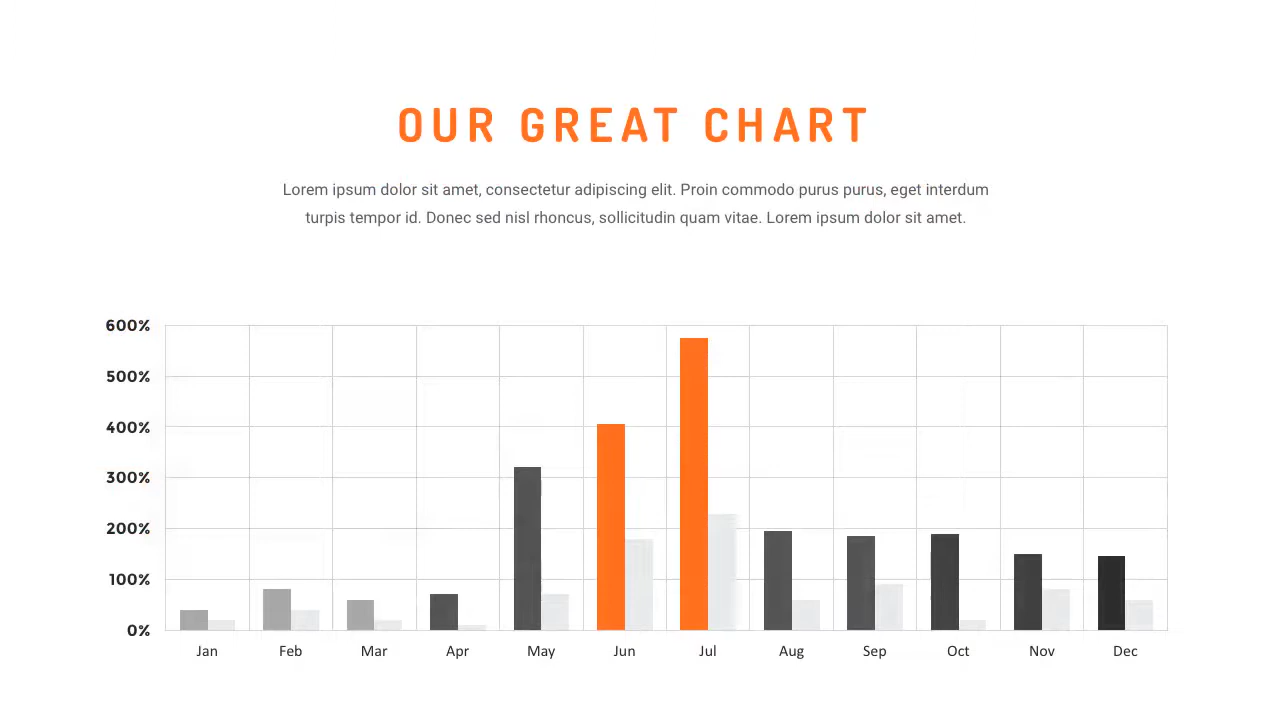 OUR GREAT CHART
Lorem ipsum dolor sit amet, consectetur adipiscing elit. Proin commodo purus purus, eget interdum
turpis tempor id. Donec sed nisl rhoncus, sollicitudin quam vitae. Lorem ipsum dolor sit amet.
600%
500%
400%
300%
200%
100%
0%
Jan Feb Mar Apr May Jun Jul Aug Sep Oct Nov Dec